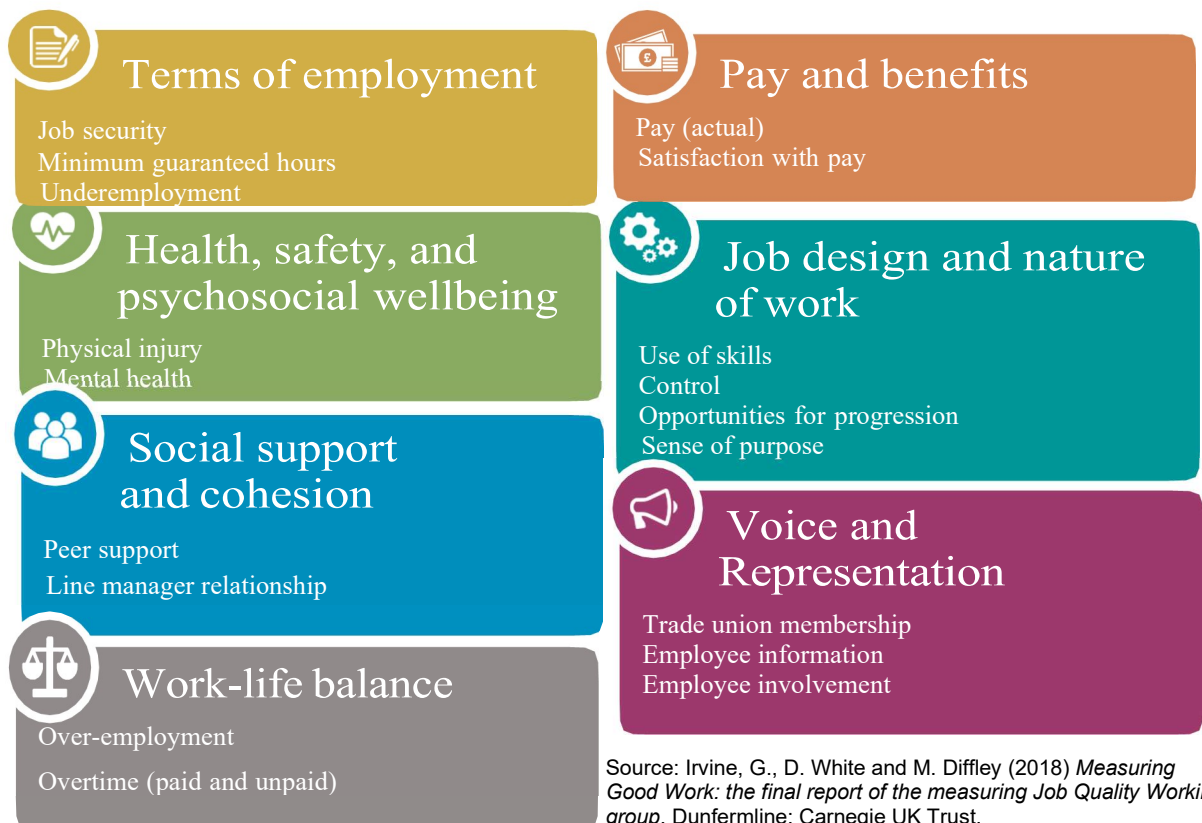 Terms of employment
Job security
Minimum guaranteed hours
Underemployment
Pay and benefits
Pay (actual)
Satisfaction with pay
Health, safety, and
psychosocial wellbeing
Physical injury
Mental health
Job design and nature
of work
Use of skills
Control
Opportunities for progression
Sense of purpose
Social support
and cohesion
Peer support
Line manager relationship
Voice and
Representation
Trade union membership
Employee information
Employee involvement
Work-life balance
Over-employment
Overtime (paid and unpaid)
£
Source: Irvine, G., D. White and M. Diffley (2018) Measuring
Good Work: the final report of the measuring Job Quality Workin
group. Dunfermline: Carnegie UK Trust.